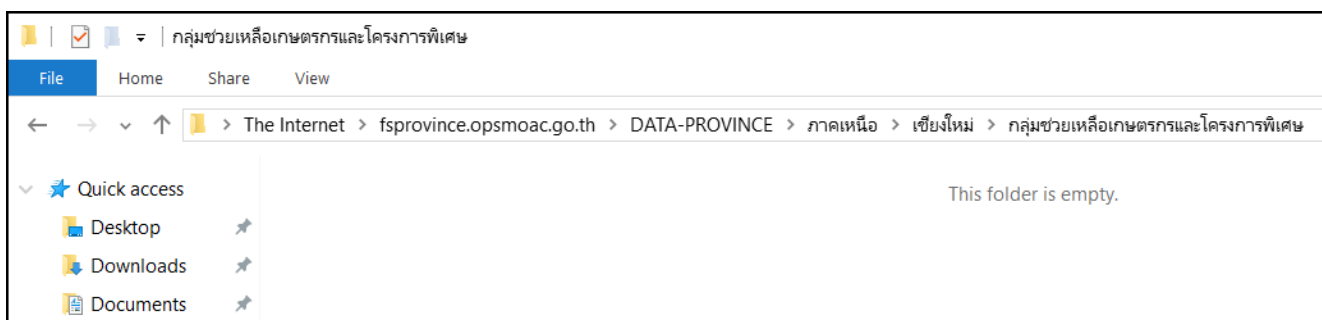 กลุ่มช่วยเหลือเกษตรกรและโครงการพิเศษ
File Home Share View
The Internet > fsprovince.opsmoac.go.th > DATA-PROVINCE > ภาคเหนือ > เชียงใหม่ > กลุ่มช่วยเหลือเกษตรกรและโครงการพิเศษ
Quick access
This folder is empty.
Desktop
Downloads
Documents